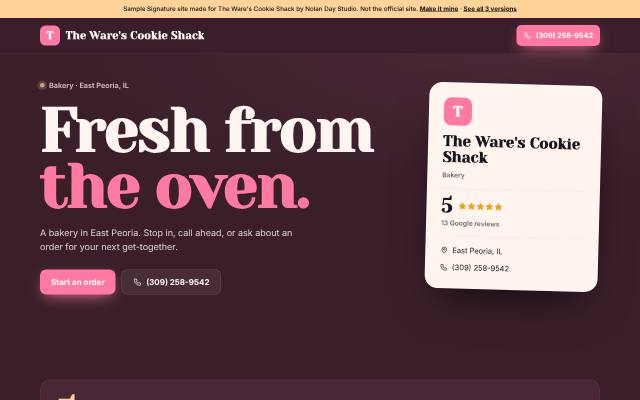 Sample Signature site made for The Ware's Cookie Shack by Nolan Day Studio. Not the official site. Make it mine · See all 3 versions
T The Ware's Cookie Shack
(309) 258-9542
Bakery · East Peoria, IL
Fresh from
the oven.
A bakery in East Peoria. Stop in, call ahead, or ask about an
order for your next get-together.
Start an order
(309) 258-9542
T
The Ware's Cookie
Shack
Bakery
5
13 Google reviews
East Peoria, IL
(309) 258-9542